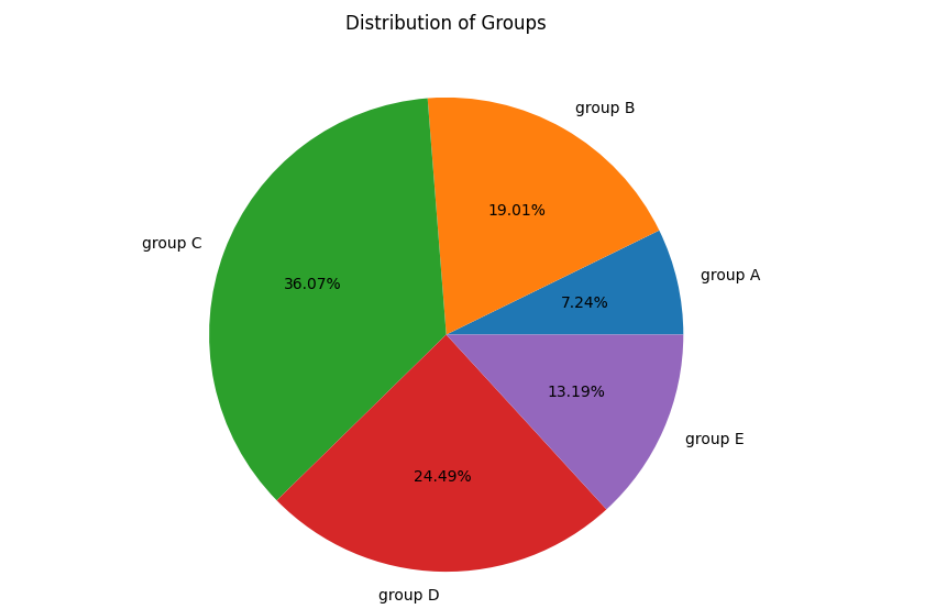 Distribution of Groups
group B
19.01%
group C
group A
36.07%
7.24%
13.19%
group E
24.49%
group D